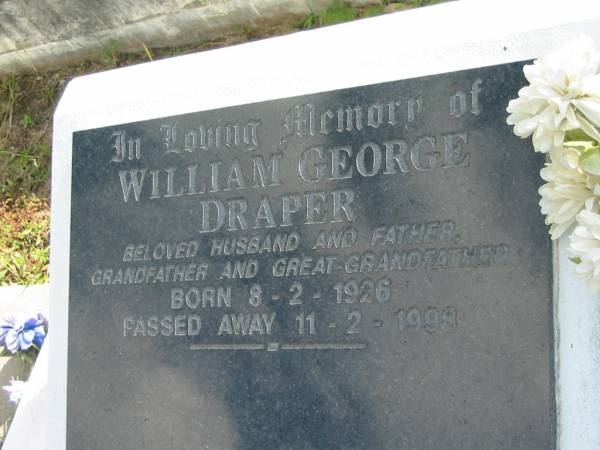 In Loving Memory of
WILLIAM GEORGE
DRAPER
BELOVED HUSBAND AND FATHER,
GRANDFATHER AND GREAT-GRANDFATHER
BORN 8-2-1926
PASSED AWAY 11-2-1998